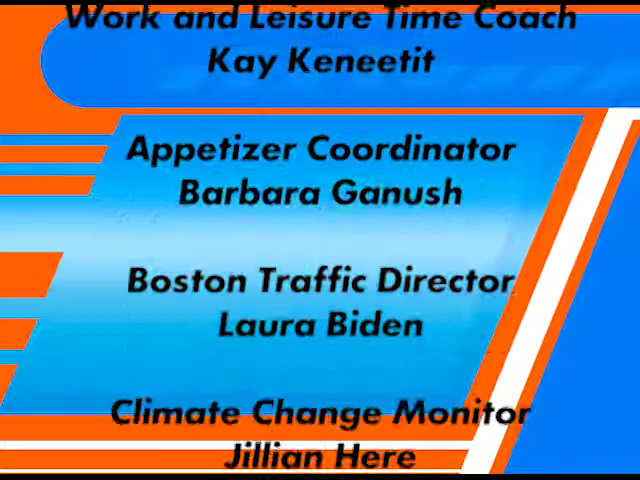 Work and Leisure Time Coach
Kay Keneetit
Appetizer Coordinator
Barbara Ganush
Boston Traffic Director
Laura Biden
Climate Change Monitor
Jillian Here